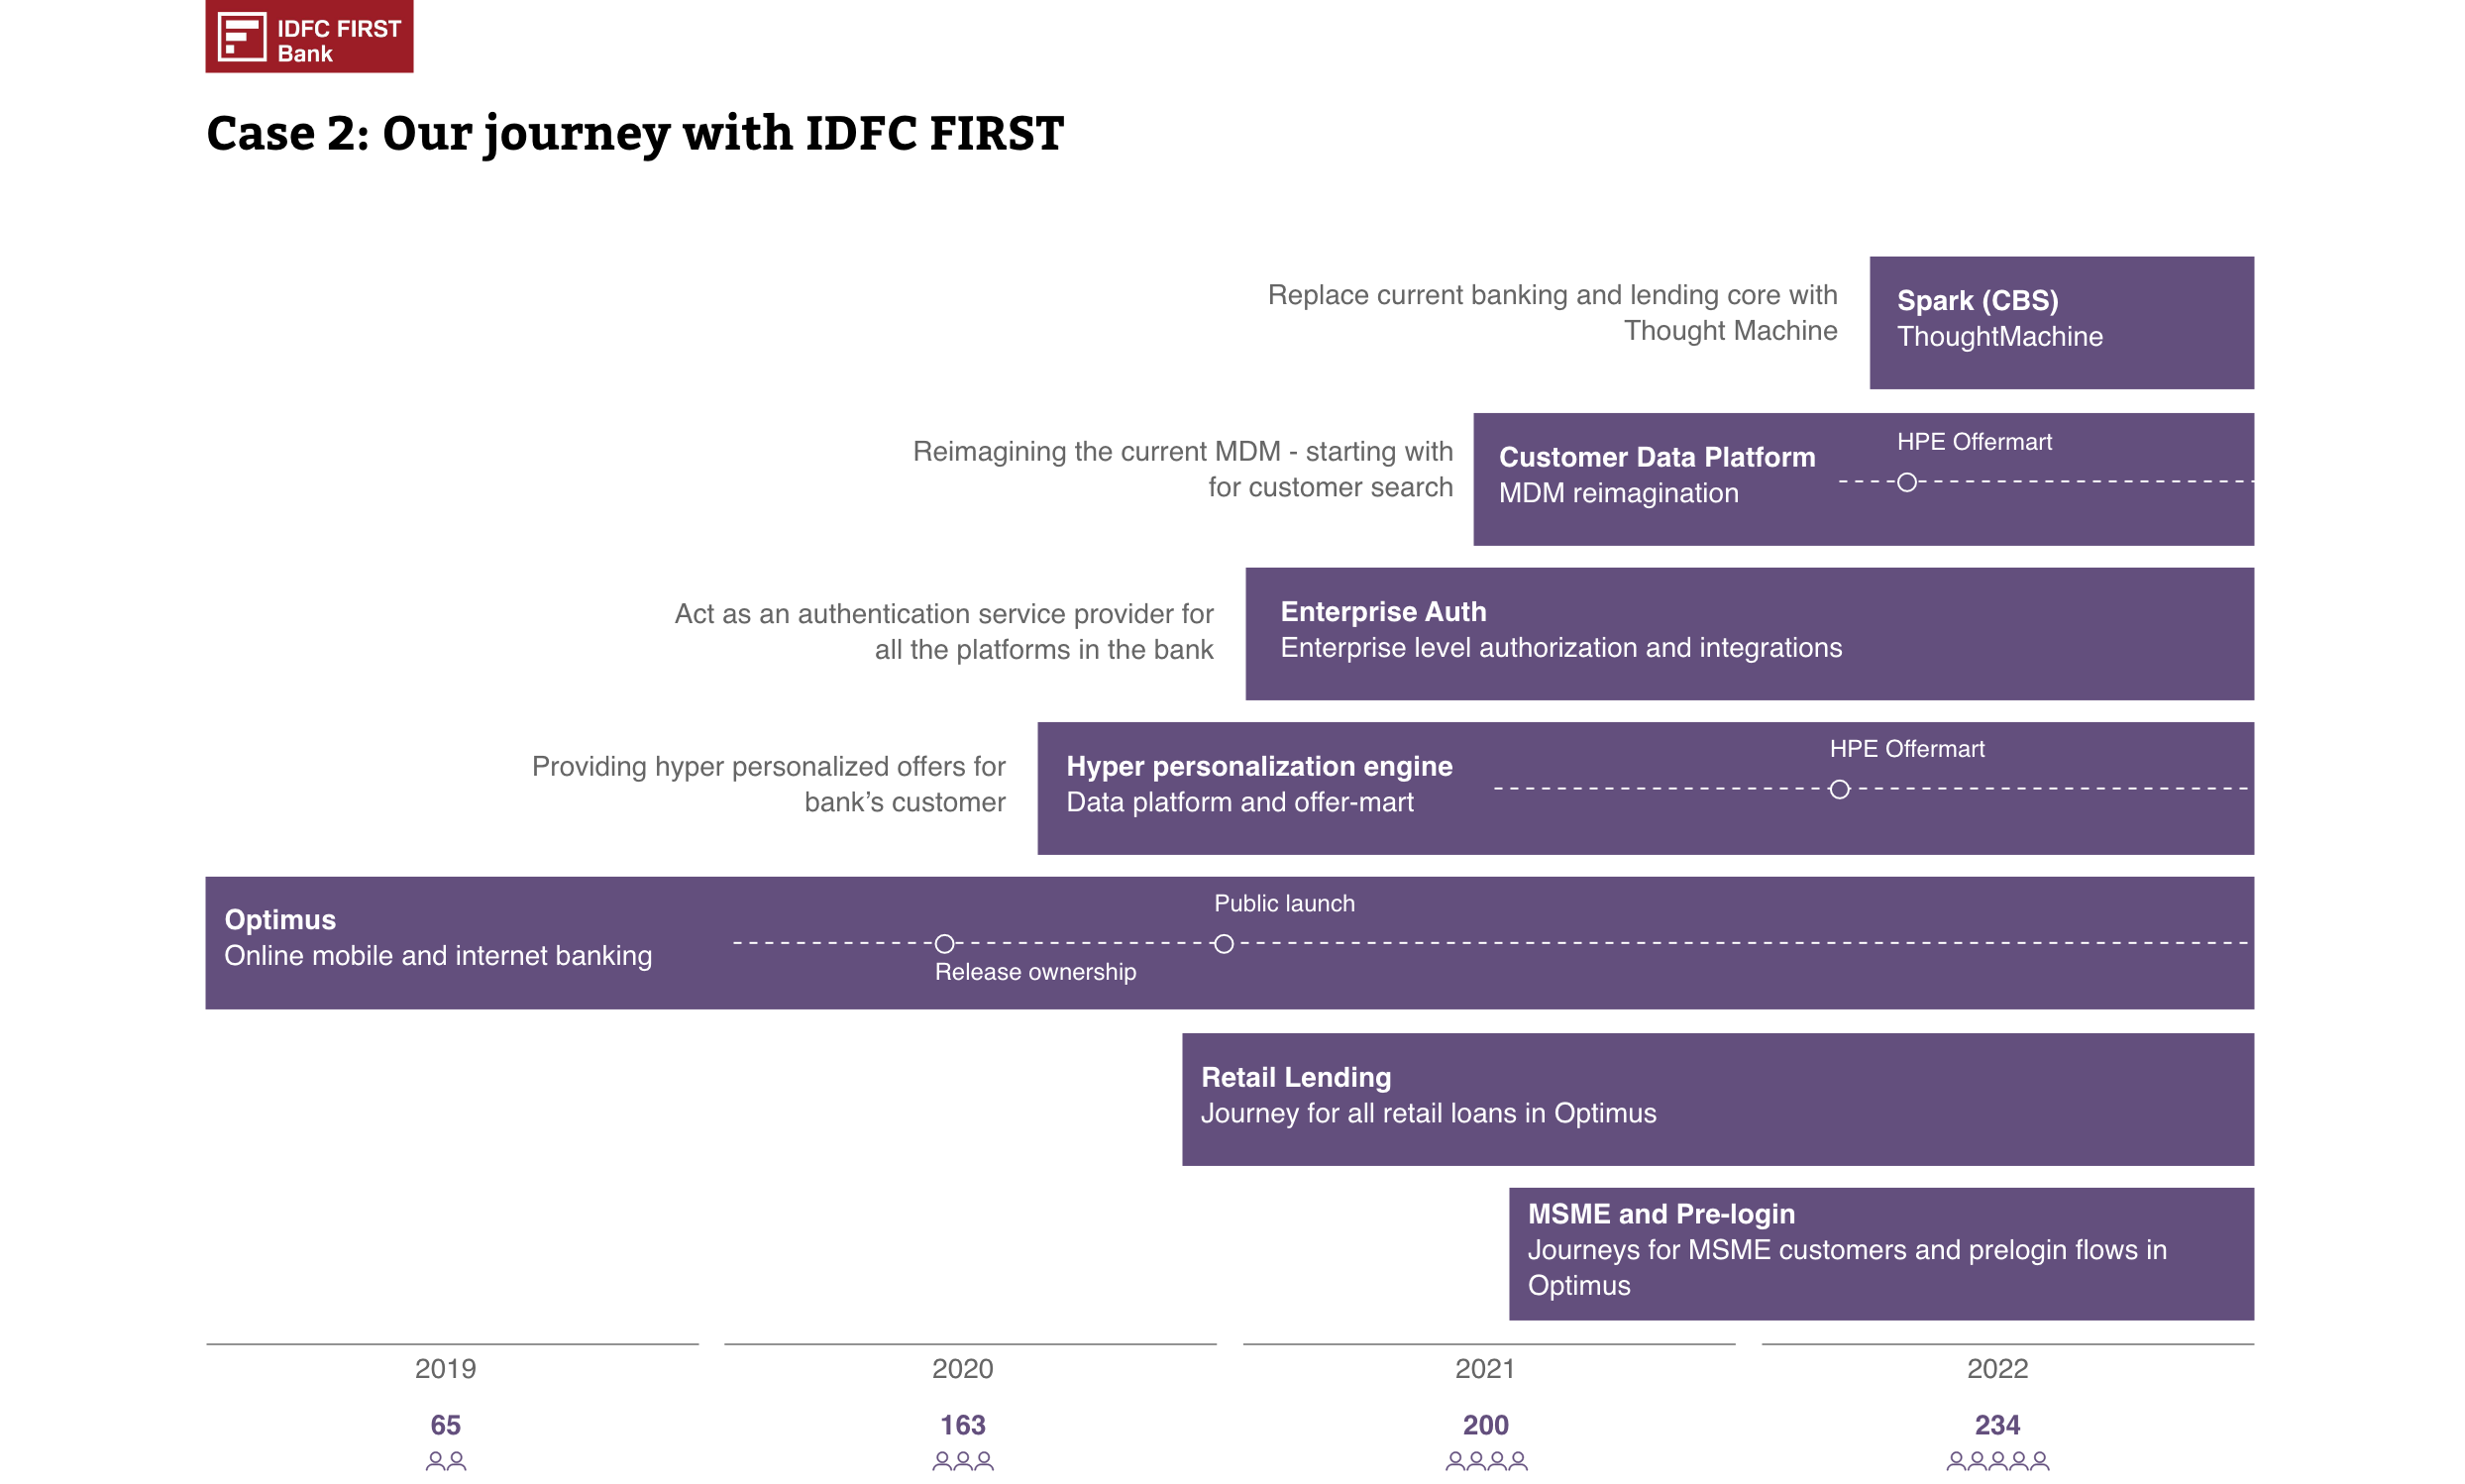 IDFC FIRST
Bank
Case 2: Our journey with IDFC FIRST
Replace current banking and lending core with
Thought Machine
Spark (CBS)
ThoughtMachine
Reimagining the current MDM - starting with
for customer search
Customer Data Platform
MDM reimagination
HPE Offermart
Act as an authentication service provider for
all the platforms in the bank
Enterprise Auth
Enterprise level authorization and integrations
Providing hyper personalized offers for
bank’s customer
Hyper personalization engine
Data platform and offer-mart
HPE Offermart
Optimus
Online mobile and internet banking
Public launch
Release ownership
Retail Lending
Journey for all retail loans in Optimus
MSME and Pre-login
Journeys for MSME customers and prelogin flows in
Optimus
2019
2020
2021
2022
65
163
200
234